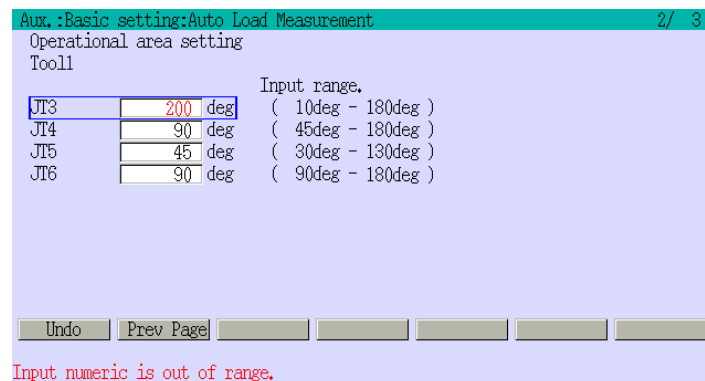 Aux.:Basic setting:Auto Load Measurement 2/ 3
Operational area setting
Tool1
Input range.
JT3 200 deg ( 10deg - 180deg )
JT4 90 deg ( 45deg - 180deg )
JT5 45 deg ( 30deg - 130deg )
JT6 90 deg ( 90deg - 180deg )
Undo Prev Page
Input numeric is out of range.